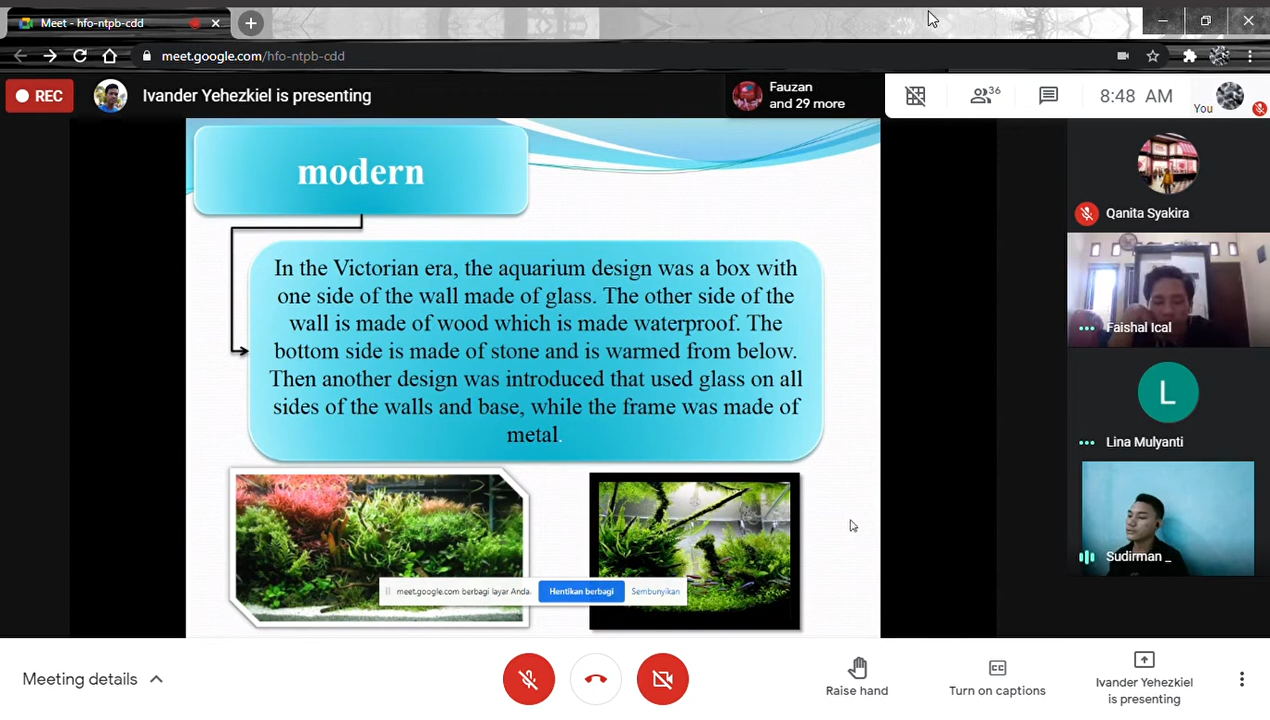 Meet - hfo-ntpb-cdd
meet.google.com/hfo-ntpb-cdd
REC
Ivander Yehezkiel is presenting
Fauzan
and 29 more
36
8:48 AM
You
modern
In the Victorian era, the aquarium design was a box with
one side of the wall made of glass. The other side of the
wall is made of wood which is made waterproof. The
bottom side is made of stone and is warmed from below.
Then another design was introduced that used glass on all
sides of the walls and base, while the frame was made of
metal.
Qanita Syakira
Faishal Ical
L
Lina Mulyanti
Sudirman _
meet.google.com berbagi layar Anda.
Hentikan berbagi
Sembunyikan
Meeting details
Raise hand
Turn on captions
Ivander Yehezkiel
is presenting